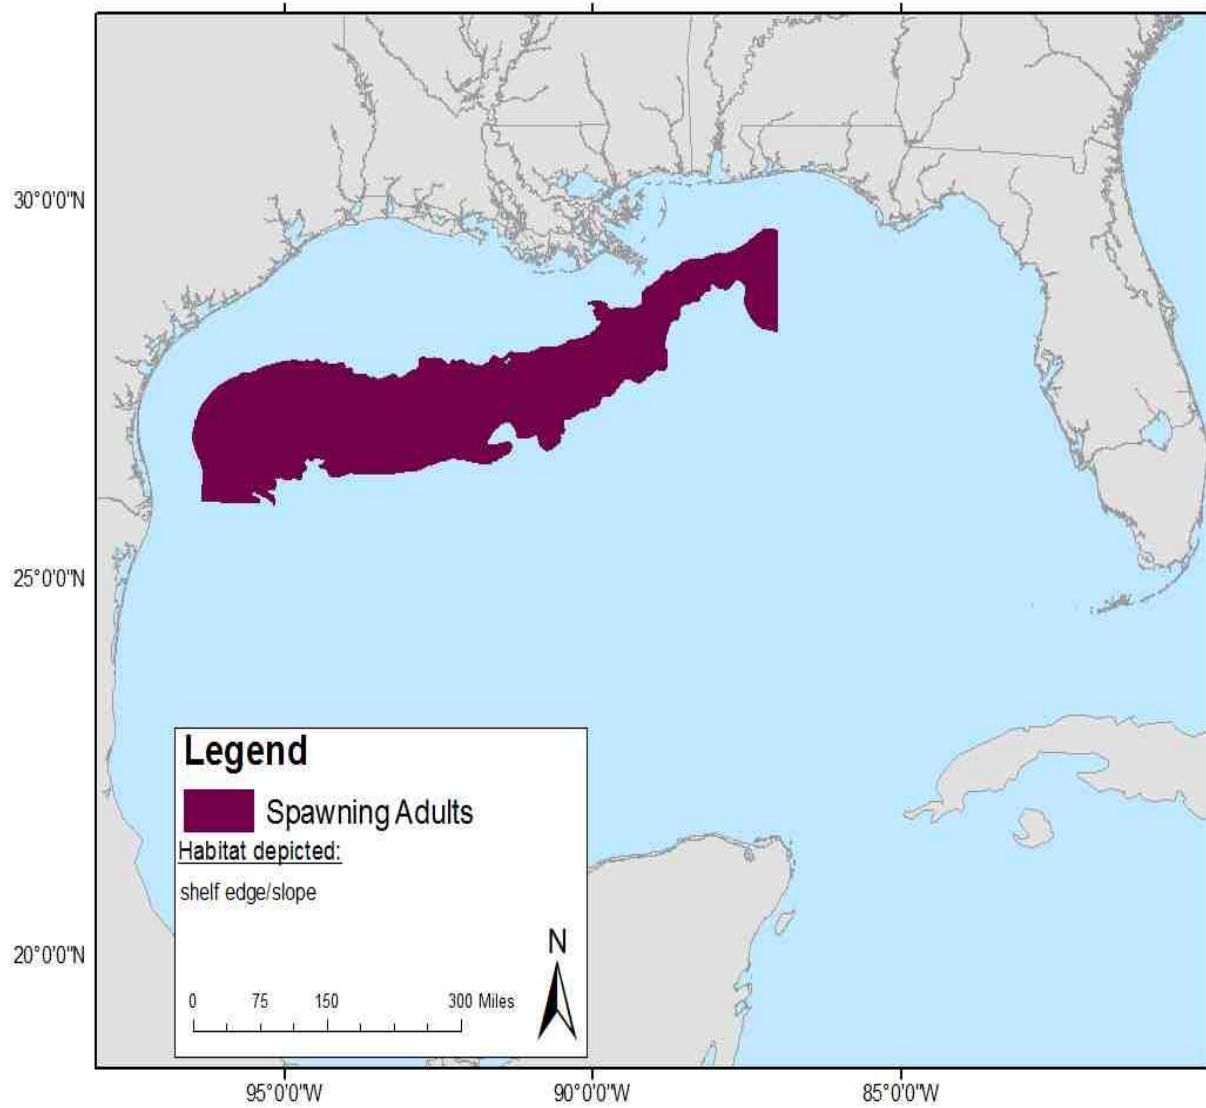 30°0'0"N
25°0'0"N
20°0'0"N
Legend
Spawning Adults
Habitat depicted:
shelf edge/slope
N
0 75 150 300 Miles
95°0'0"W 90°0'0"W 85°0'0"W